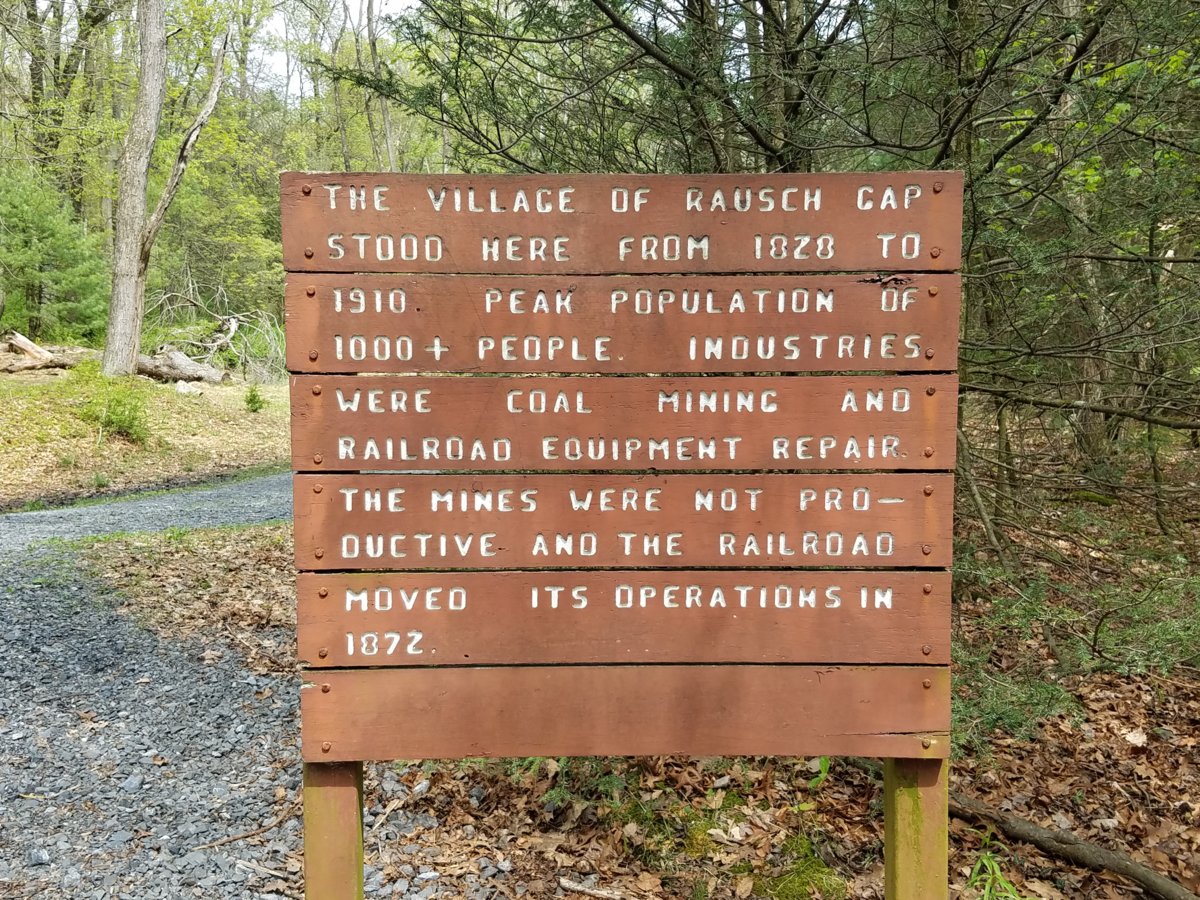 THE VILLAGE OF RAUSCH GAP
STOOD HERE FROM 1828 TO
1910. PEAK POPULATION OF
1000+ PEOPLE. INDUSTRIES.
WERE COAL MINING AND
RAILROAD EQUIPMENT REPAIR.
THE MINES WERE NOT PRO-
DUCTIVE AND THE RAILROAD
MOVED ITS OPERATIONS IN
1872.